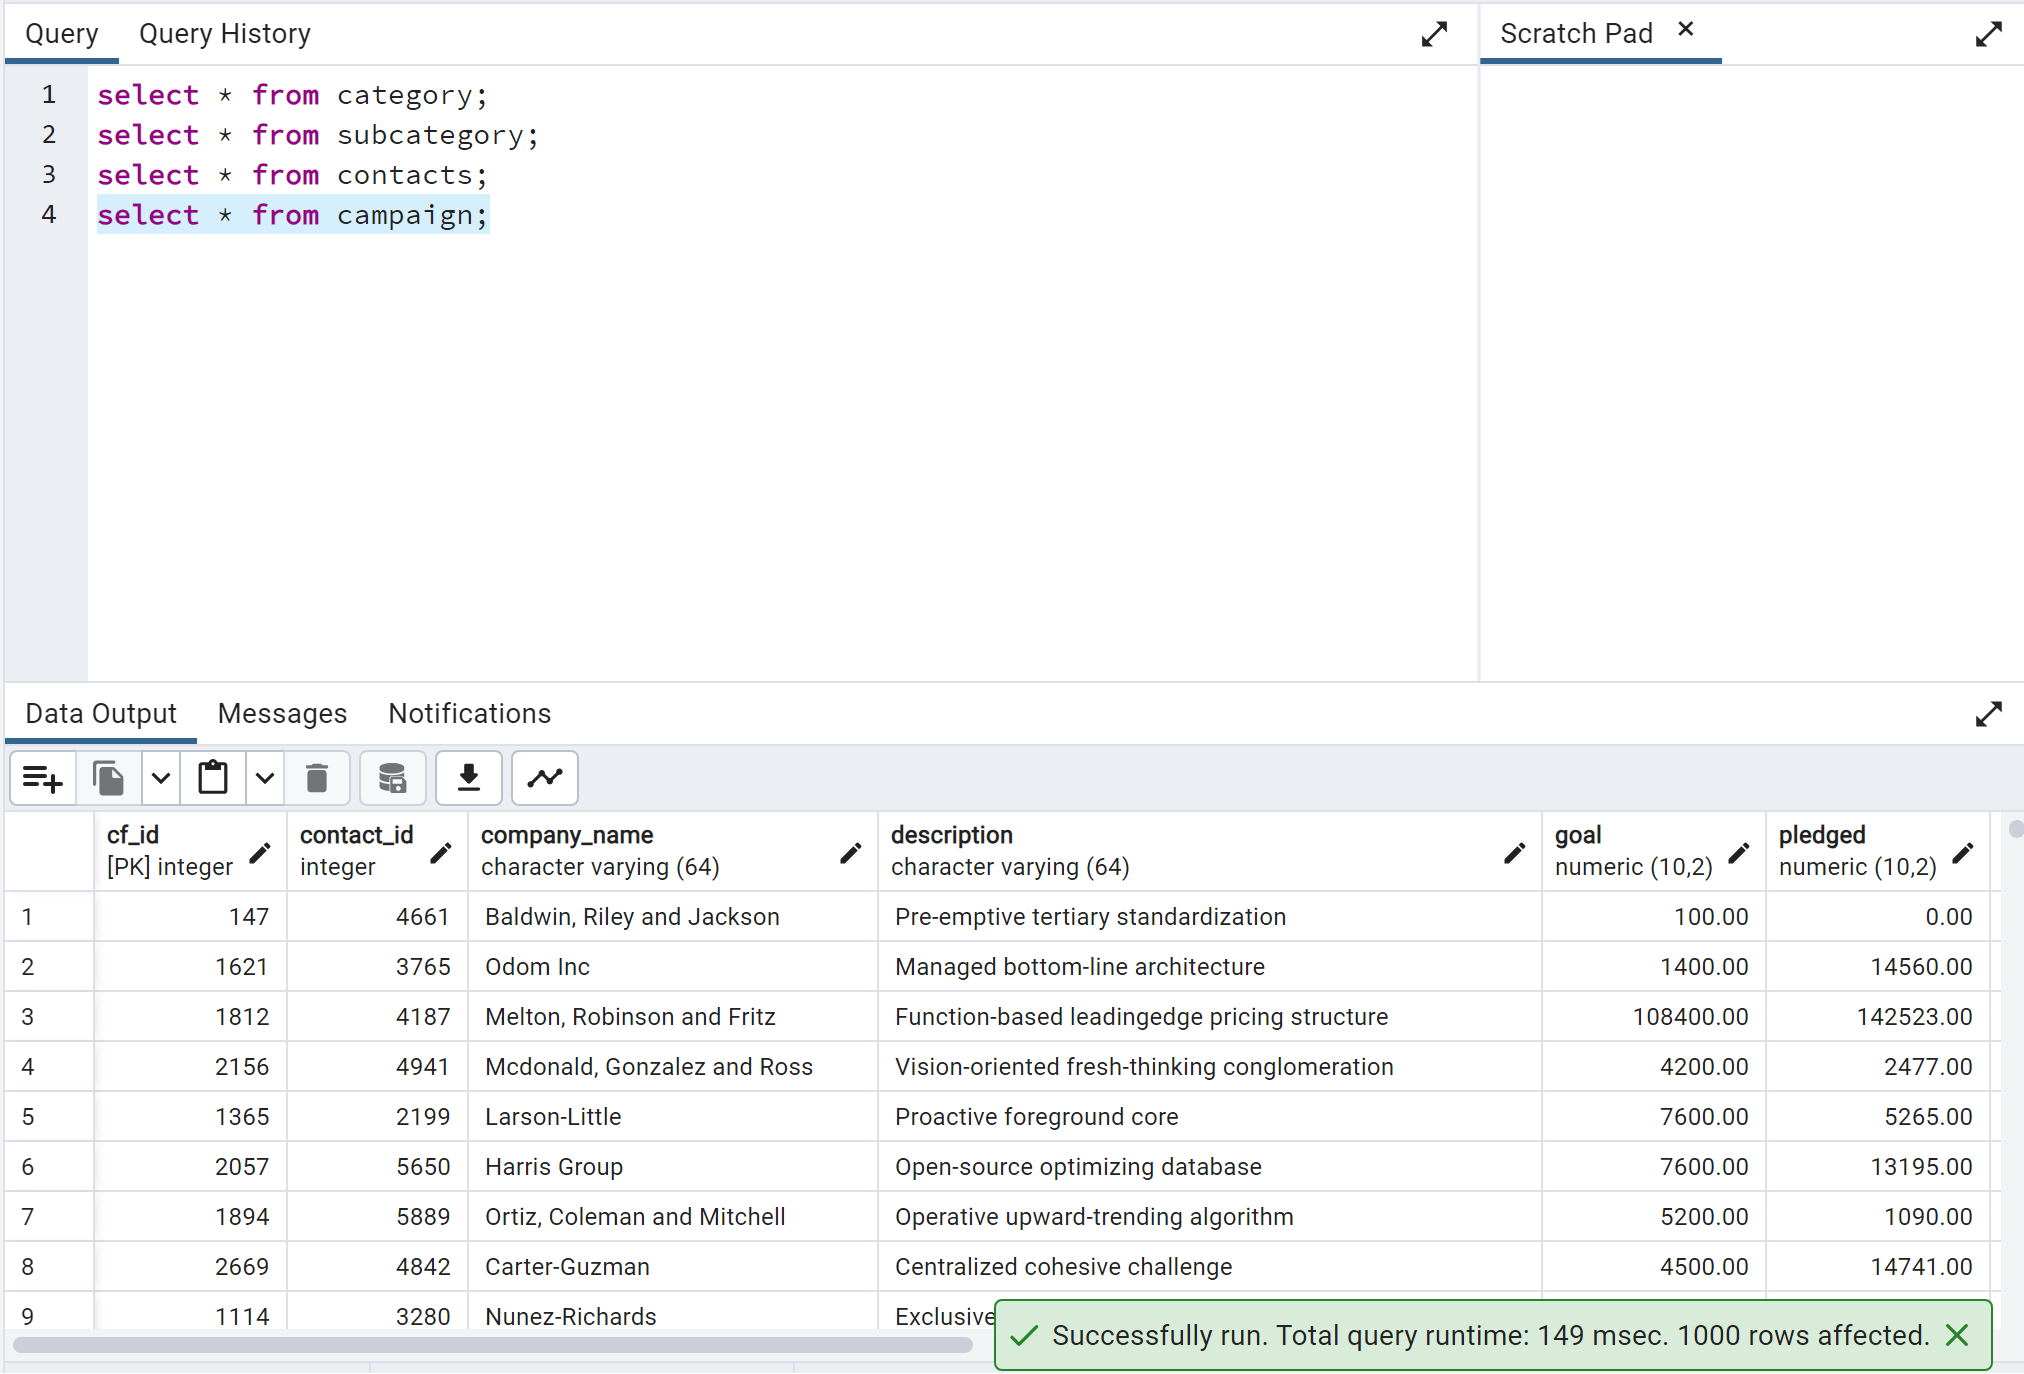 Query Query History Scratch Pad
1 select * from category;
2 select * from subcategory;
3 select * from contacts;
4 select * from campaign;
Data Output Messages Notifications
cf_id contact_id company_name description goal pledged
[PK] integer integer character varying (64) character varying (64) numeric (10,2) numeric (10,2)
1 147 4661 Baldwin, Riley and Jackson Pre-emptive tertiary standardization 100.00 0.00
2 1621 3765 Odom Inc Managed bottom-line architecture 1400.00 14560.00
3 1812 4187 Melton, Robinson and Fritz Function-based leadingedge pricing structure 108400.00 142523.00
4 2156 4941 Mcdonald, Gonzalez and Ross Vision-oriented fresh-thinking conglomeration 4200.00 2477.00
5 1365 2199 Larson-Little Proactive foreground core 7600.00 5265.00
6 2057 5650 Harris Group Open-source optimizing database 7600.00 13195.00
7 1894 5889 Ortiz, Coleman and Mitchell Operative upward-trending algorithm 5200.00 1090.00
8 2669 4842 Carter-Guzman Centralized cohesive challenge 4500.00 14741.00
9 1114 3280 Nunez-Richards Exclusive
Successfully run. Total query runtime: 149 msec. 1000 rows affected.